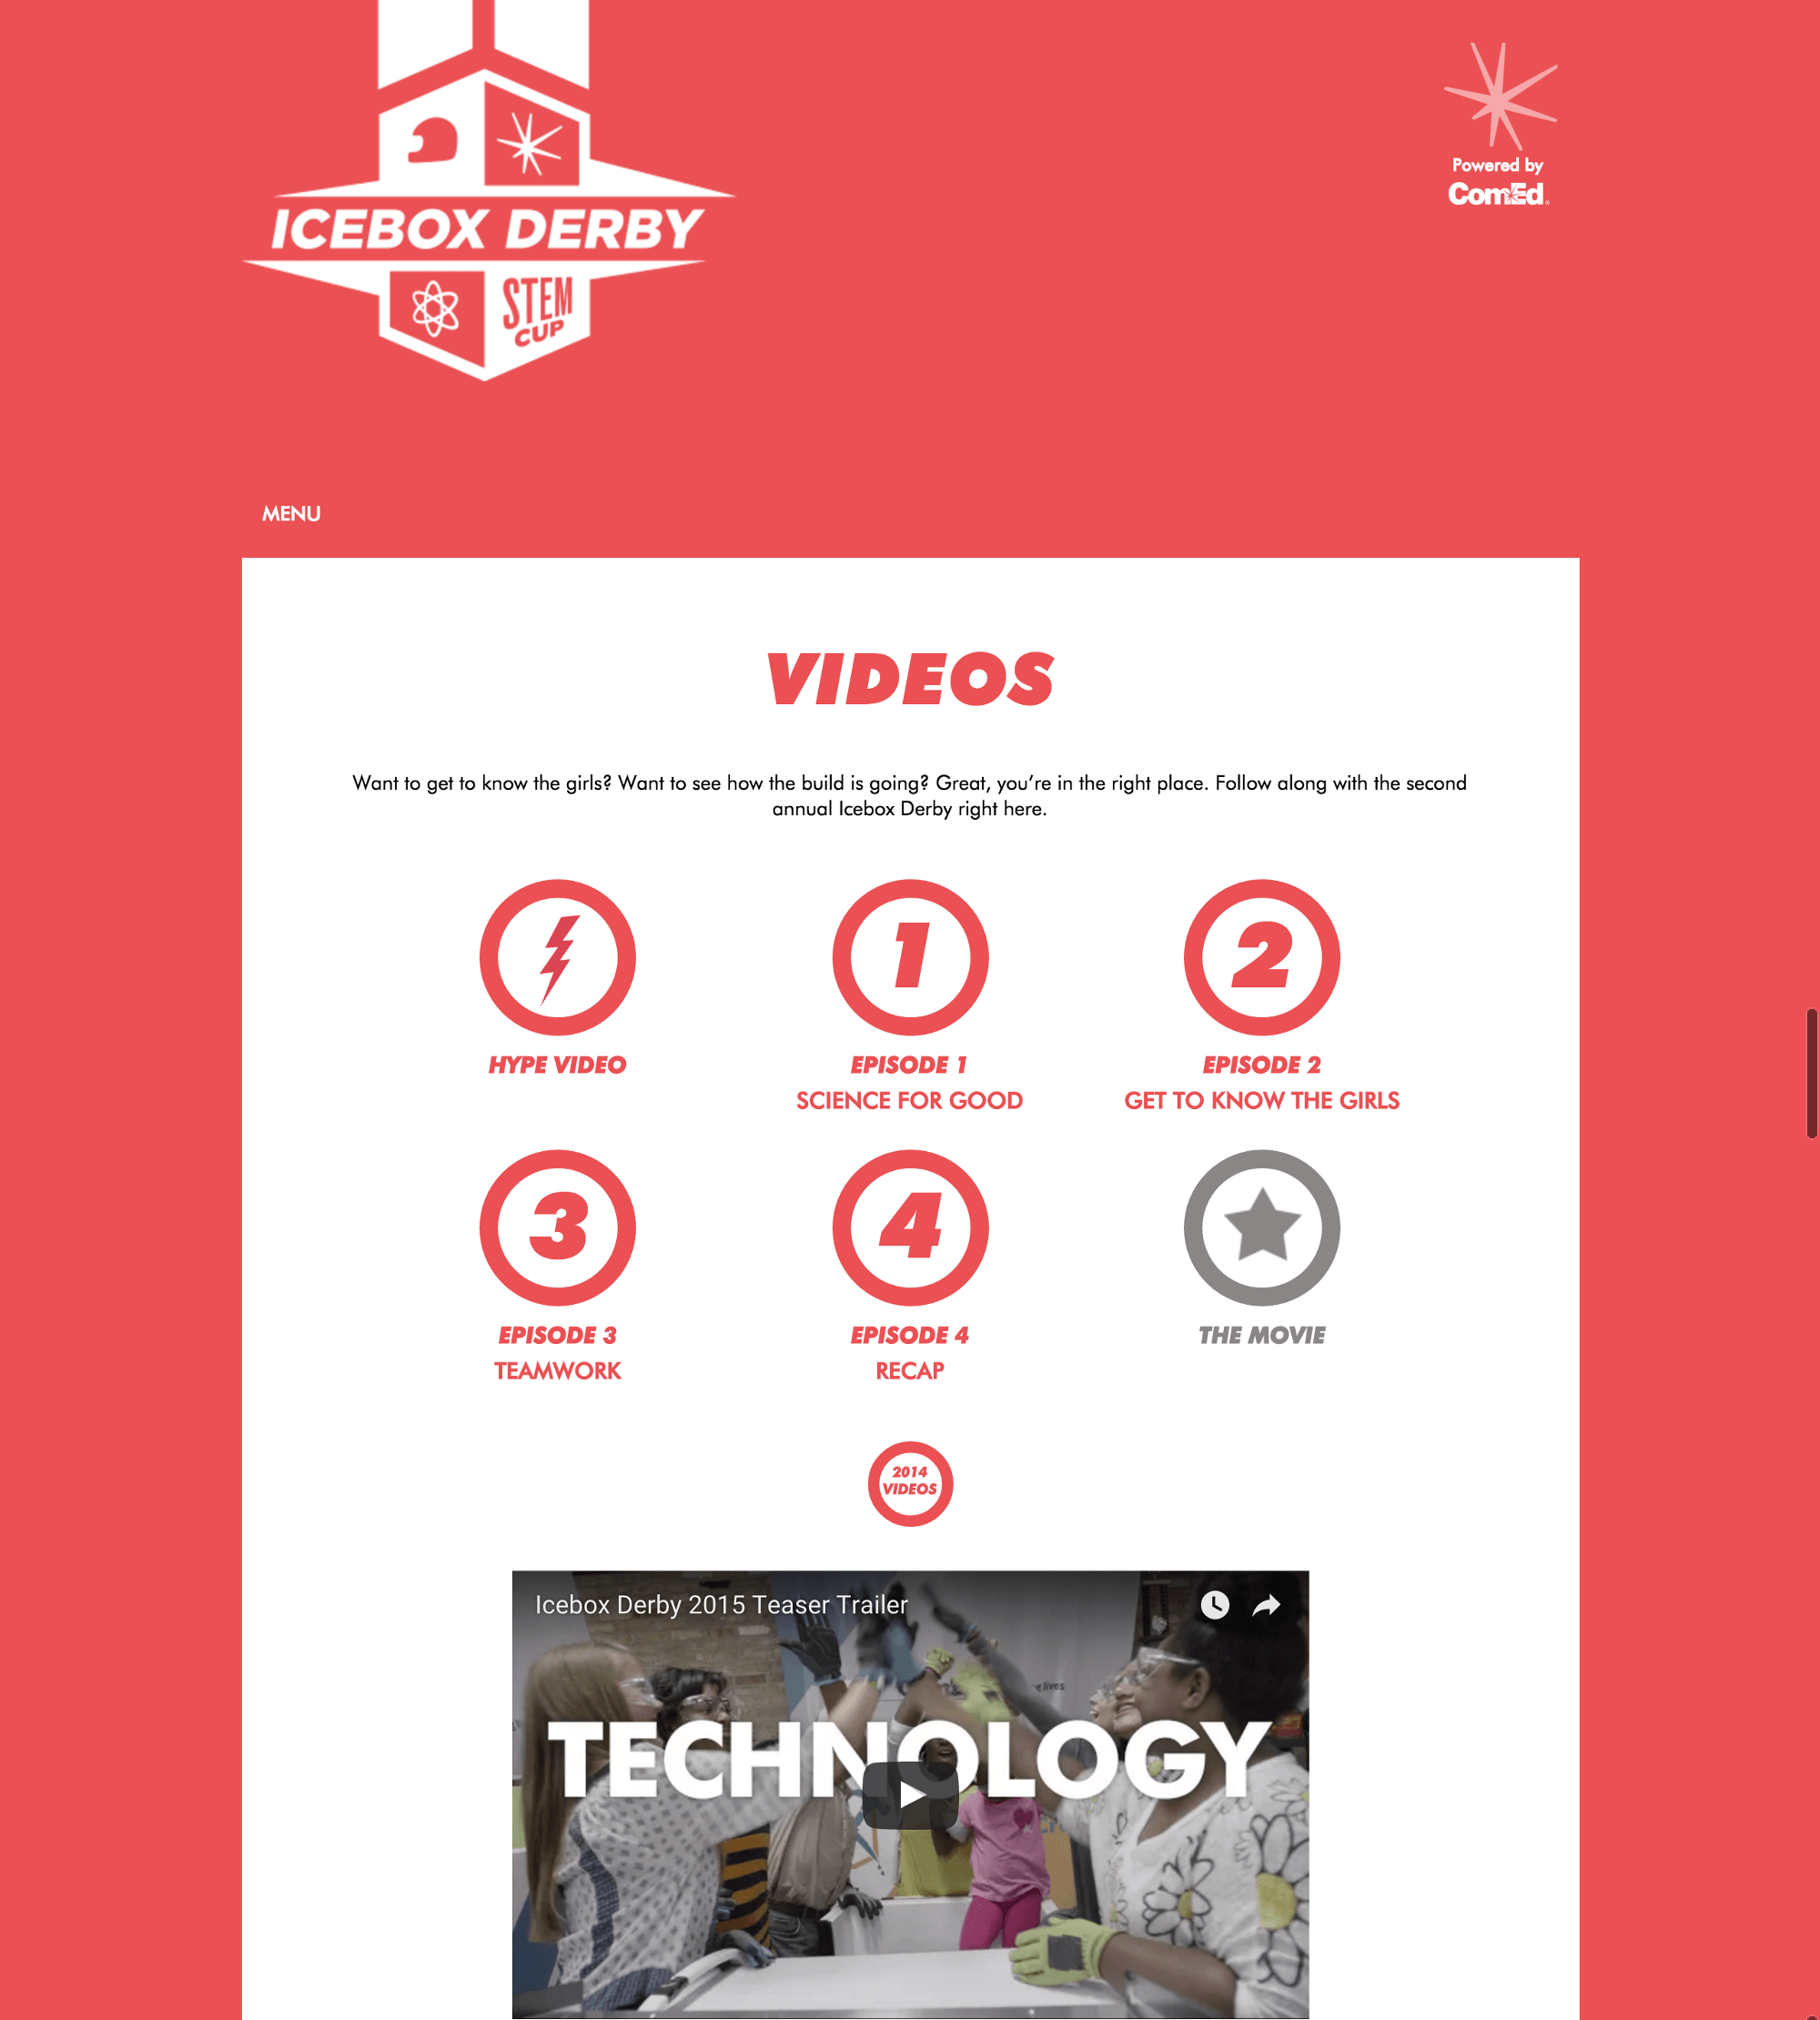 ICEBOX DERBY
STEM
CUP
Powered by
ComEd
MENU
VIDEOS
Want to get to know the girls? Want to see how the build is going? Great, you're in the right place. Follow along with the second
annual Icebox Derby right here.
HYPE VIDEO
1
EPISODE 1
SCIENCE FOR GOOD
2
EPISODE 2
GET TO KNOW THE GIRLS
3
EPISODE 3
TEAMWORK
4
EPISODE 4
RECAP
THE MOVIE
2014
VIDEOS
Icebox Derby 2015 Teaser Trailer
lives
TECHNOLOGY